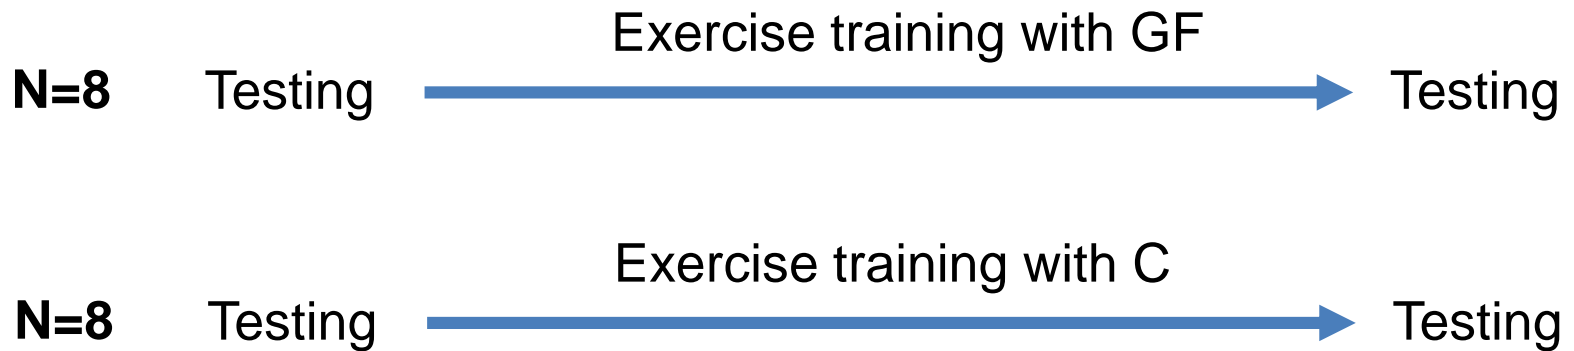 Exercise training with GF
N=8 Testing Testing
Exercise training with C
N=8 Testing Testing